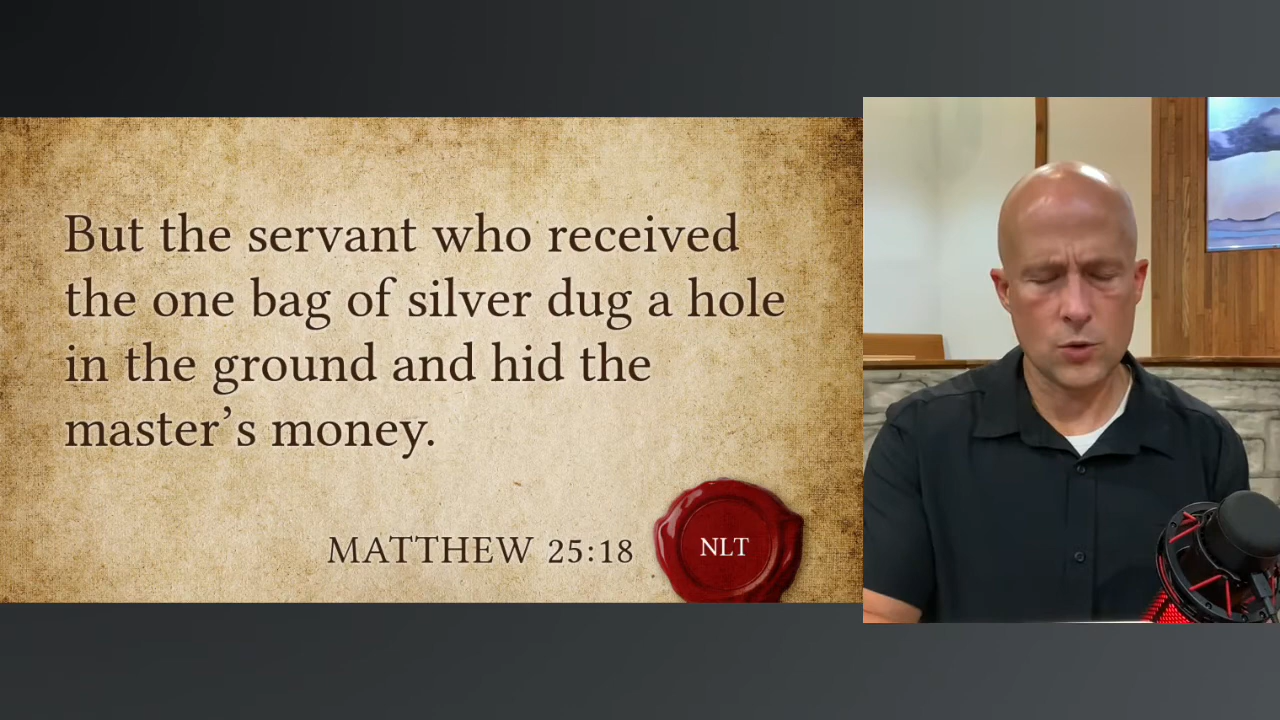 But the servant who received
the one bag of silver dug a hole
in the ground and hid the
master’s money.
MATTHEW 25:18
NLT